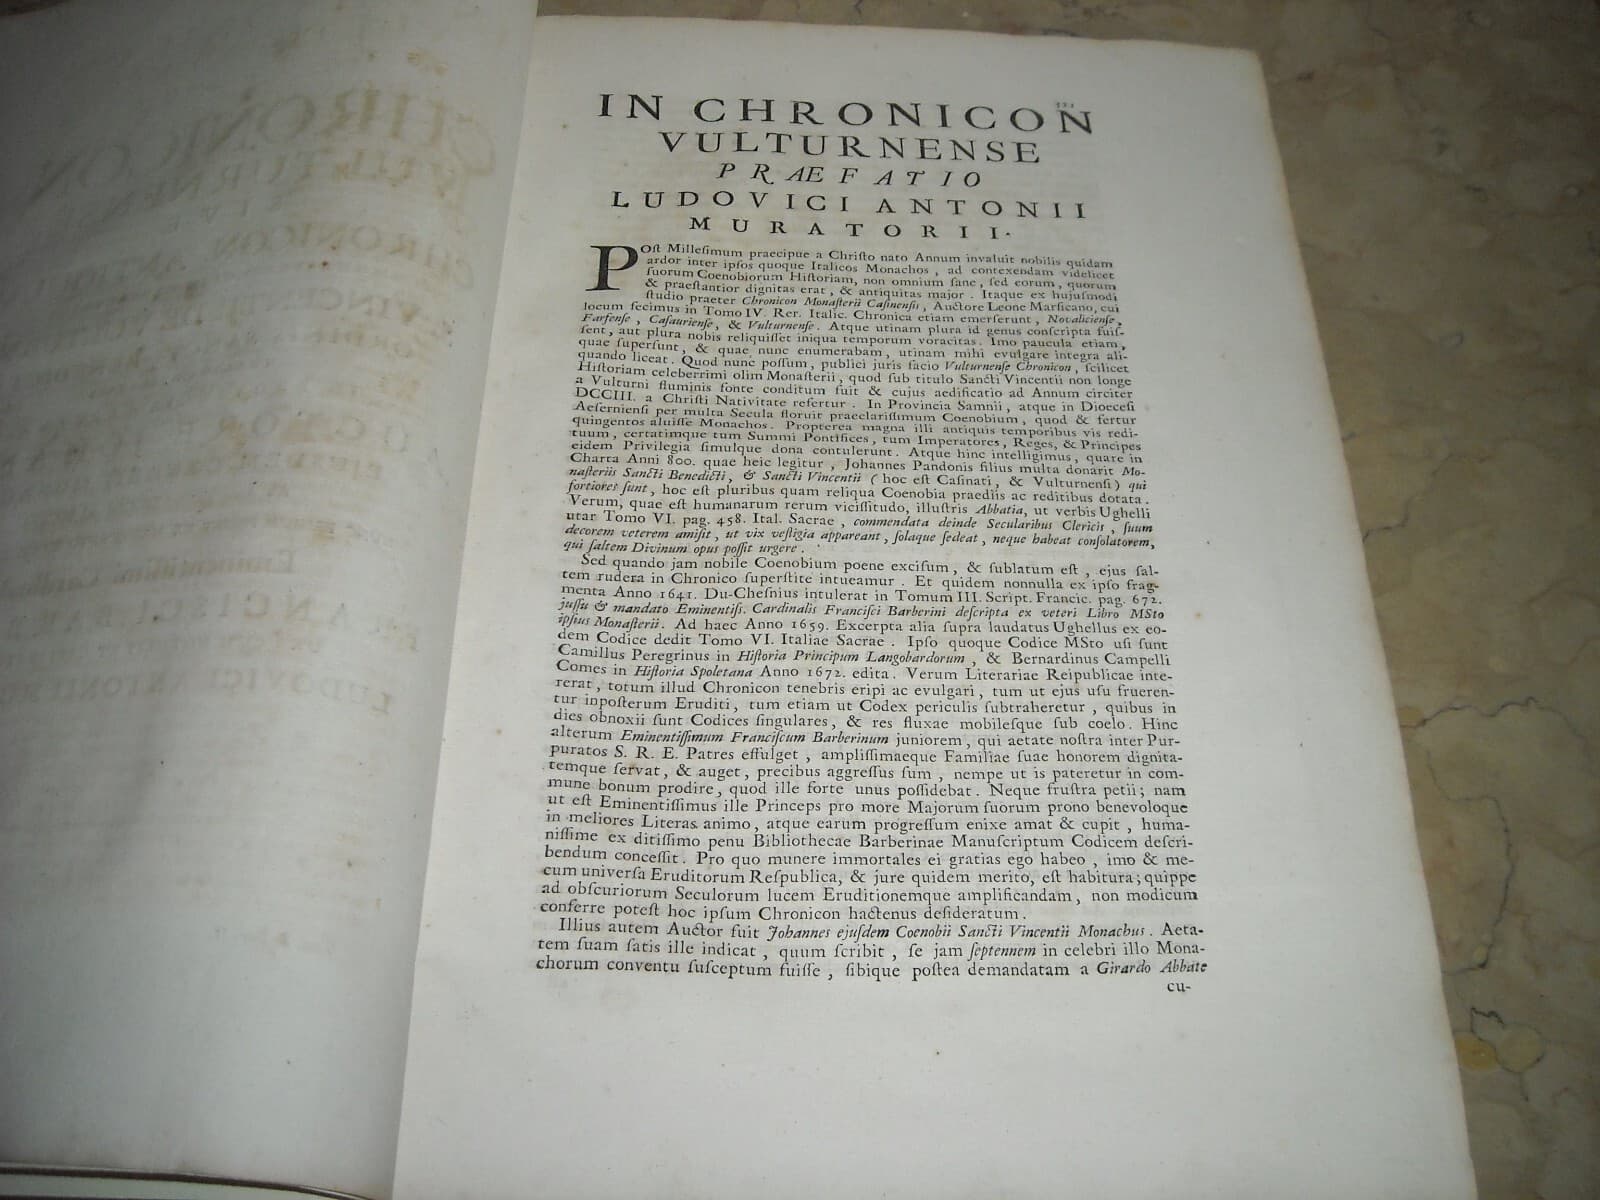 III
IN CHRONICON
VULTURNENSE
PRÆFATIO
LUDOVICI ANTONII
MURATORII.
POſt Milleſimum praecipue a Chriſto nato Annum invaluit nobilis quidam
ardor inter ipſos quoque Italicos Monachos, ad contexendam videlicet
ſuorum Coenobiorum Hiſtoriam, non omnium ſane, ſed eorum, quorum
& praeſtantior dignitas erat, & antiquitas major. Itaque ex hujuſmodi
ſtudio praeter Chronicon Monaſterii Caſinenſis, Auctore Leone Marſicano, cui
locum fecimus in Tomo IV. Rer. Italic. Chronica etiam emerſerunt, Novalicienſe,
Farfenſe, Caſaurienſe, & Vulturnenſe. Atque utinam plura id genus conſcripta fuiſ-
ſent, aut plura nobis reliquiſſet iniqua temporum voracitas. Imo paucula etiam,
quae ſuperſunt, & quae nunc enumerabam, utinam mihi evulgare integra ali-
quando liceat. Quod nunc poſſum, publici juris facio Vulturnenſe Chronicon, ſcilicet
Hiſtoriam celeberrimi olim Monaſterii, quod ſub titulo Sancti Vincentii non longe
a Vulturni fluminis fonte conditum fuit & cujus aedificatio ad Annum circiter
DCCIII. a Chriſti Nativitate refertur. In Provincia Samnii, atque in Dioeceſi
Aeſernienſi per multa Secula floruit praeclariſſimum Coenobium, quod & fertur
quingentos aluiſſe Monachos. Propterea magna illi antiquis temporibus vis redi-
tuum, certatimque tum Summi Pontifices, tum Imperatores, Reges, & Principes
eidem Privilegia ſimulque dona contulerunt. Atque hinc intelligimus, quare in
Charta Anni 800. quae heic legitur, Johannes Pandonis filius multa donarit Mo-
naſteriis Sancti Benedicti, & Sancti Vincentii (hoc eſt Caſinati, & Vulturnenſi) qui
fortiores ſunt, hoc eſt pluribus quam reliqua Coenobia praediis ac reditibus dotata.
Verum, quae eſt humanarum rerum viciſſitudo, illuſtris Abbatia, ut verbis Ughelli
utar Tomo VI. pag. 458. Ital. Sacrae, commendata deinde Secularibus Clericis, ſuum
decorem veterem amiſit, ut vix veſtigia appareant, ſolaque ſedeat, neque habeat conſolatorem,
qui ſaltem Divinum opus poſſit urgere.
Sed quando jam nobile Coenobium poene exciſum, & ſublatum eſt, ejus ſal-
tem rudera in Chronico ſuperſtite intueamur. Et quidem nonnulla ex ipſo frag-
menta Anno 1641. Du-Cheſnius intulerat in Tomum III. Script. Francic. pag. 672.
juſſu & mandato Eminentiſs. Cardinalis Franciſci Barberini deſcripta ex veteri Libro MSto
ipſius Monaſterii. Ad haec Anno 1659. Excerpta alia ſupra laudatus Ughellus ex eo-
dem Codice dedit Tomo VI. Italiae Sacrae. Ipſo quoque Codice MSto uſi ſunt
Camillus Peregrinus in Hiſtoria Principum Langobardorum, & Bernardinus Campelli
Comes in Hiſtoria Spoletana Anno 1672. edita. Verum Literariae Reipublicae inte-
rerat, totum illud Chronicon tenebris eripi ac evulgari, tum ut ejus uſu frueren-
tur inpoſterum Eruditi, tum etiam ut Codex periculis ſubtraheretur, quibus in
dies obnoxii ſunt Codices ſingulares, & res fluxae mobileſque ſub coelo. Hinc
alterum Eminentiſſimum Franciſcum Barberinum juniorem, qui aetate noſtra inter Pur-
puratos S. R. E. Patres effulget, ampliſſimaeque Familiae ſuae honorem dignita-
temque ſervat, & auget, precibus aggreſſus ſum, nempe ut is pateretur in com-
mune bonum prodire, quod ille forte unus poſſidebat. Neque fruſtra petii; nam
ut eſt Eminentiſſimus ille Princeps pro more Majorum ſuorum prono benevoloque
in meliores Literas animo, atque earum progreſſum enixe amat & cupit, huma-
niſſime ex ditiſſimo penu Bibliothecae Barberinae Manuſcriptum Codicem deſcri-
bendum conceſſit. Pro quo munere immortales ei gratias ego habeo, imo & me-
cum univerſa Eruditorum Reſpublica, & jure quidem merito, eſt habitura; quippe
ad obſcuriorum Seculorum lucem Eruditionemque amplificandam, non modicum
conferre poteſt hoc ipſum Chronicon hactenus deſideratum.
Illius autem Auctor fuit Johannes ejuſdem Coenobii Sancti Vincentii Monachus. Aeta-
tem ſuam ſatis ille indicat, quum ſcribit, ſe jam ſeptennem in celebri illo Mona-
chorum conventu ſuſceptum fuiſſe, ſibique poſtea demandatam a Girardo Abbate
cu-